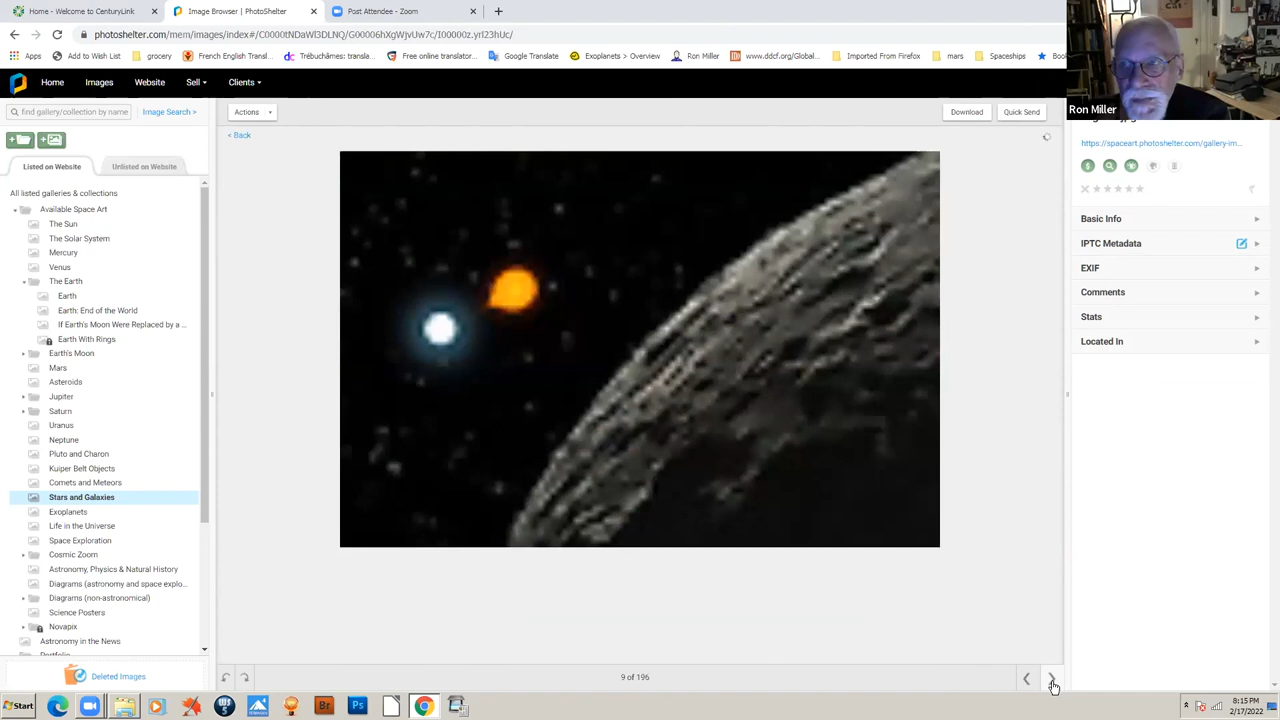 Home - Welcome to CenturyLink
Image Browser | PhotoShelter
Post Attendee - Zoom
photoshelter.com/mem/images/index#/
Apps
Add to Wish List
grocery
French English Transl...
Trébuchâmes: transla...
Free online translat...
Google Translate
Exoplanets > Overview
Ron Miller
www.ddcf.org/Global...
Imported From Firefox
mars
Spaceships
Ron Miller
Home
Images
Website
Sell
Clients
find gallery/collection by name
Image Search >
Actions
Download
Quick Send
< Back
https://spaceart.photoshelter.com/gallery-im...
Listed on Website
Unlisted on Website
All listed galleries & collections
Available Space Art
The Sun
The Solar System
Mercury
Venus
The Earth
Earth
Earth: End of the World
If Earth's Moon Were Replaced by a ...
Earth With Rings
Earth's Moon
Mars
Asteroids
Jupiter
Saturn
Uranus
Neptune
Pluto and Charon
Kuiper Belt Objects
Comets and Meteors
Stars and Galaxies
Exoplanets
Life in the Universe
Space Exploration
Cosmic Zoom
Astronomy, Physics & Natural History
Diagrams (astronomy and space explo...
Diagrams (non-astronomical)
Science Posters
Novapix
Astronomy in the News
Deleted Images
Basic Info
IPTC Metadata
EXIF
Comments
Stats
Located In
9 of 196
Start
Br
Ps
8:15 PM
2/17/2022